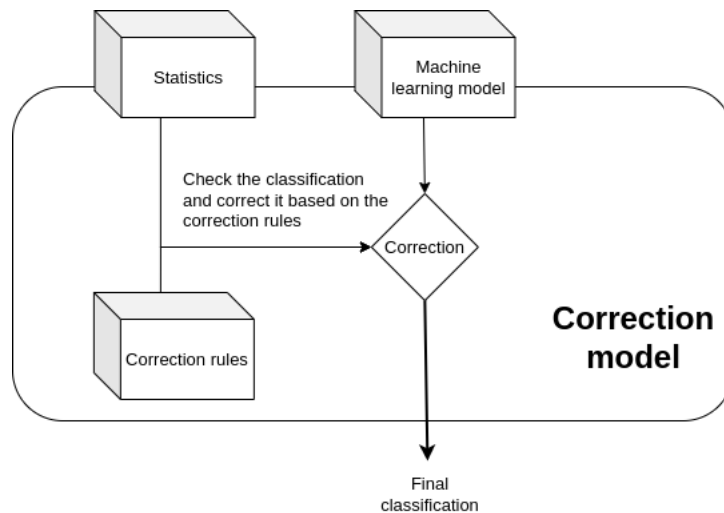 Statistics
Machine
learning model
Check the classification
and correct it based on the
correction rules
Correction
Correction rules
Correction
model
Final
classification